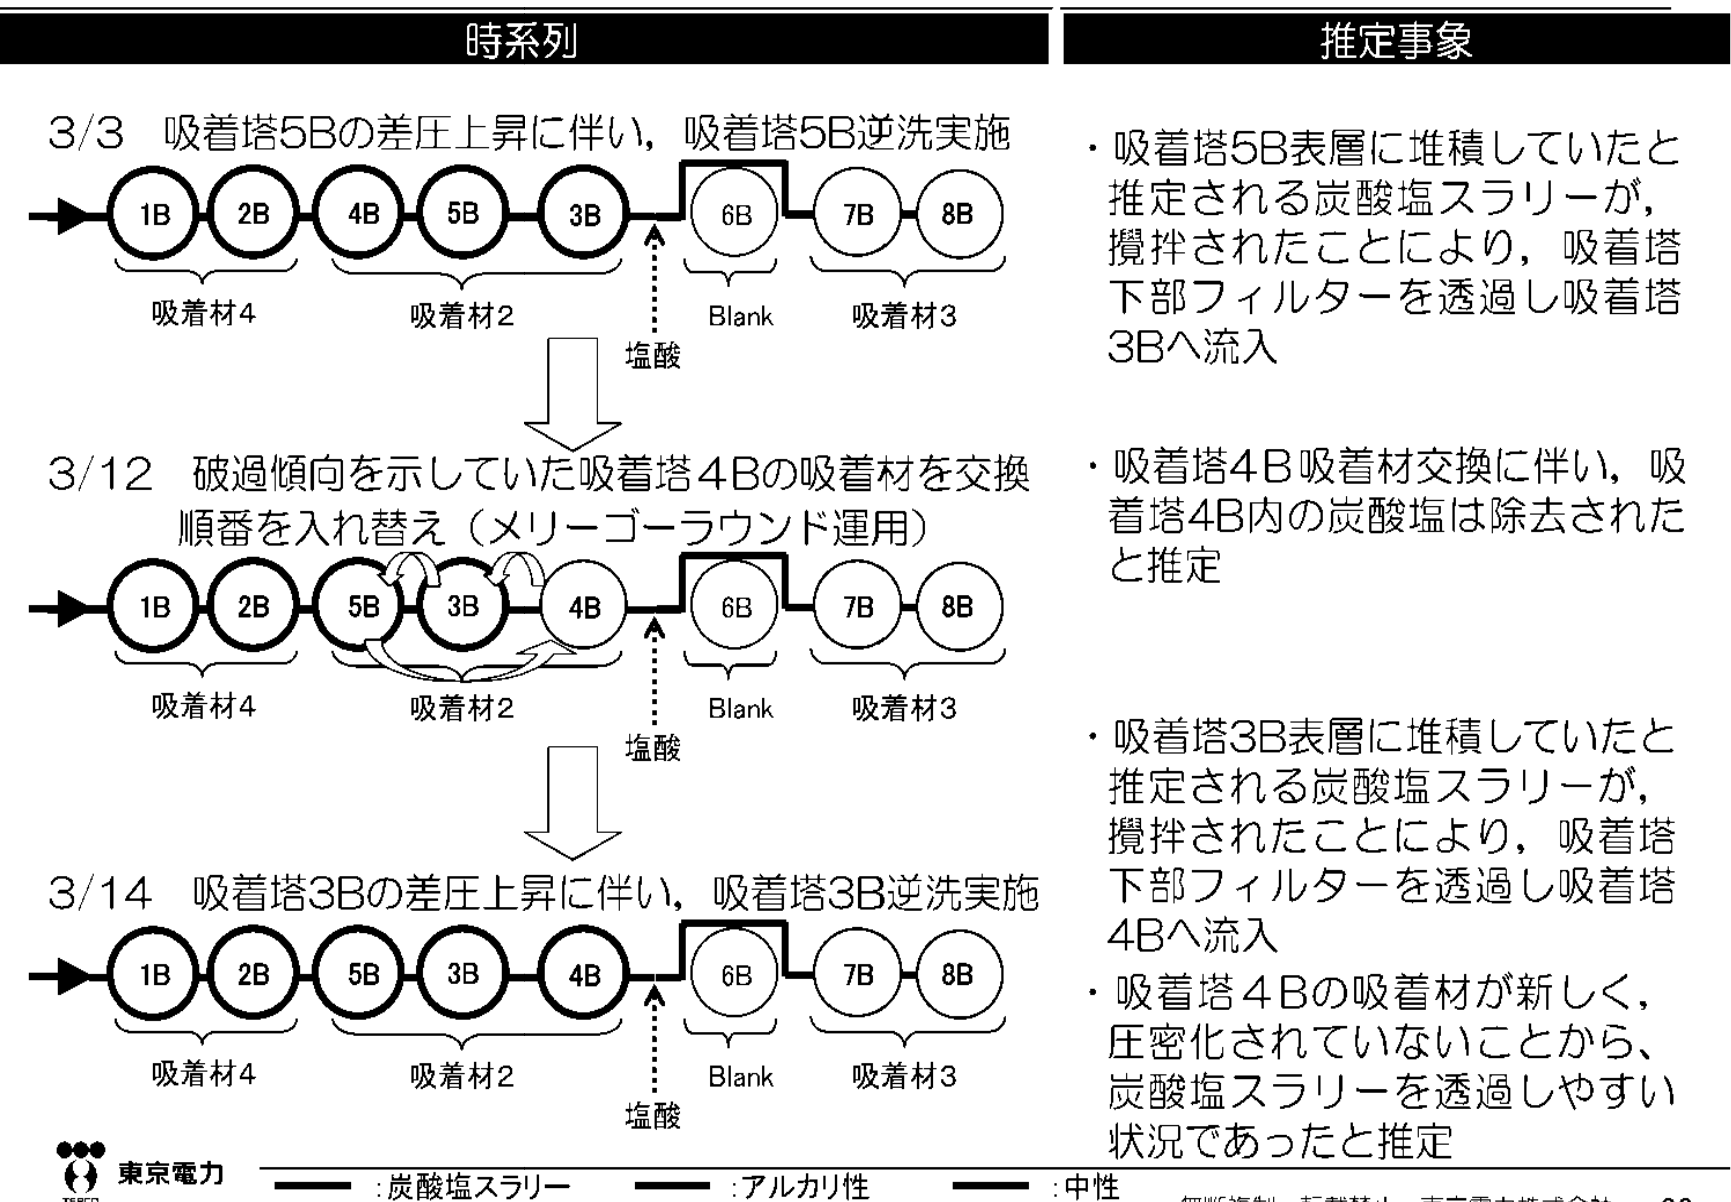 時系列
推定事象
3/3 吸着塔5Bの差圧上昇に伴い，吸着塔5B逆洗実施
1B 2B 4B 5B 3B 6B 7B 8B
吸着材4 吸着材2 Blank 吸着材3
塩酸
・吸着塔5B表層に堆積していたと
推定される炭酸塩スラリーが，
攪拌されたことにより，吸着塔
下部フィルターを透過し吸着塔
3Bへ流入
3/12 破過傾向を示していた吸着塔4Bの吸着材を交換
順番を入れ替え（メリーゴーラウンド運用）
1B 2B 5B 3B 4B 6B 7B 8B
吸着材4 吸着材2 Blank 吸着材3
塩酸
・吸着塔4B吸着材交換に伴い，吸
着塔4B内の炭酸塩は除去された
と推定
3/14 吸着塔3Bの差圧上昇に伴い，吸着塔3B逆洗実施
1B 2B 5B 3B 4B 6B 7B 8B
吸着材4 吸着材2 Blank 吸着材3
塩酸
・吸着塔3B表層に堆積していたと
推定される炭酸塩スラリーが，
攪拌されたことにより，吸着塔
下部フィルターを透過し吸着塔
4Bへ流入
・吸着塔4Bの吸着材が新しく，
圧密化されていないことから、
炭酸塩スラリーを透過しやすい
状況であったと推定
東京電力
:炭酸塩スラリー :アルカリ性 :中性